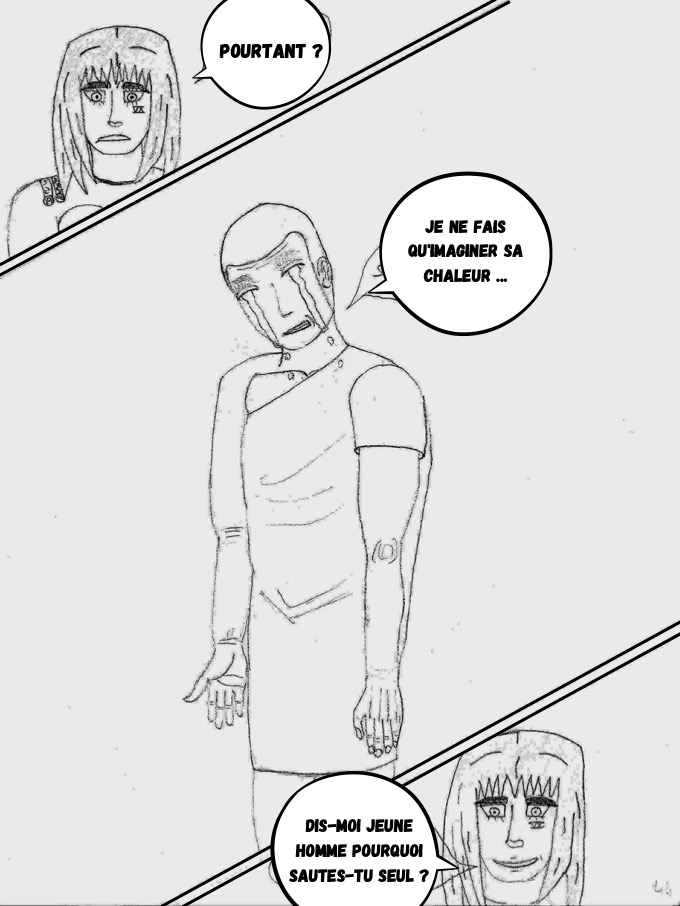 POURTANT ?
JE NE FAIS
QU'IMAGINER SA
CHALEUR ...
DIS-MOI JEUNE
HOMME POURQUOI
SAUTES-TU SEUL ?